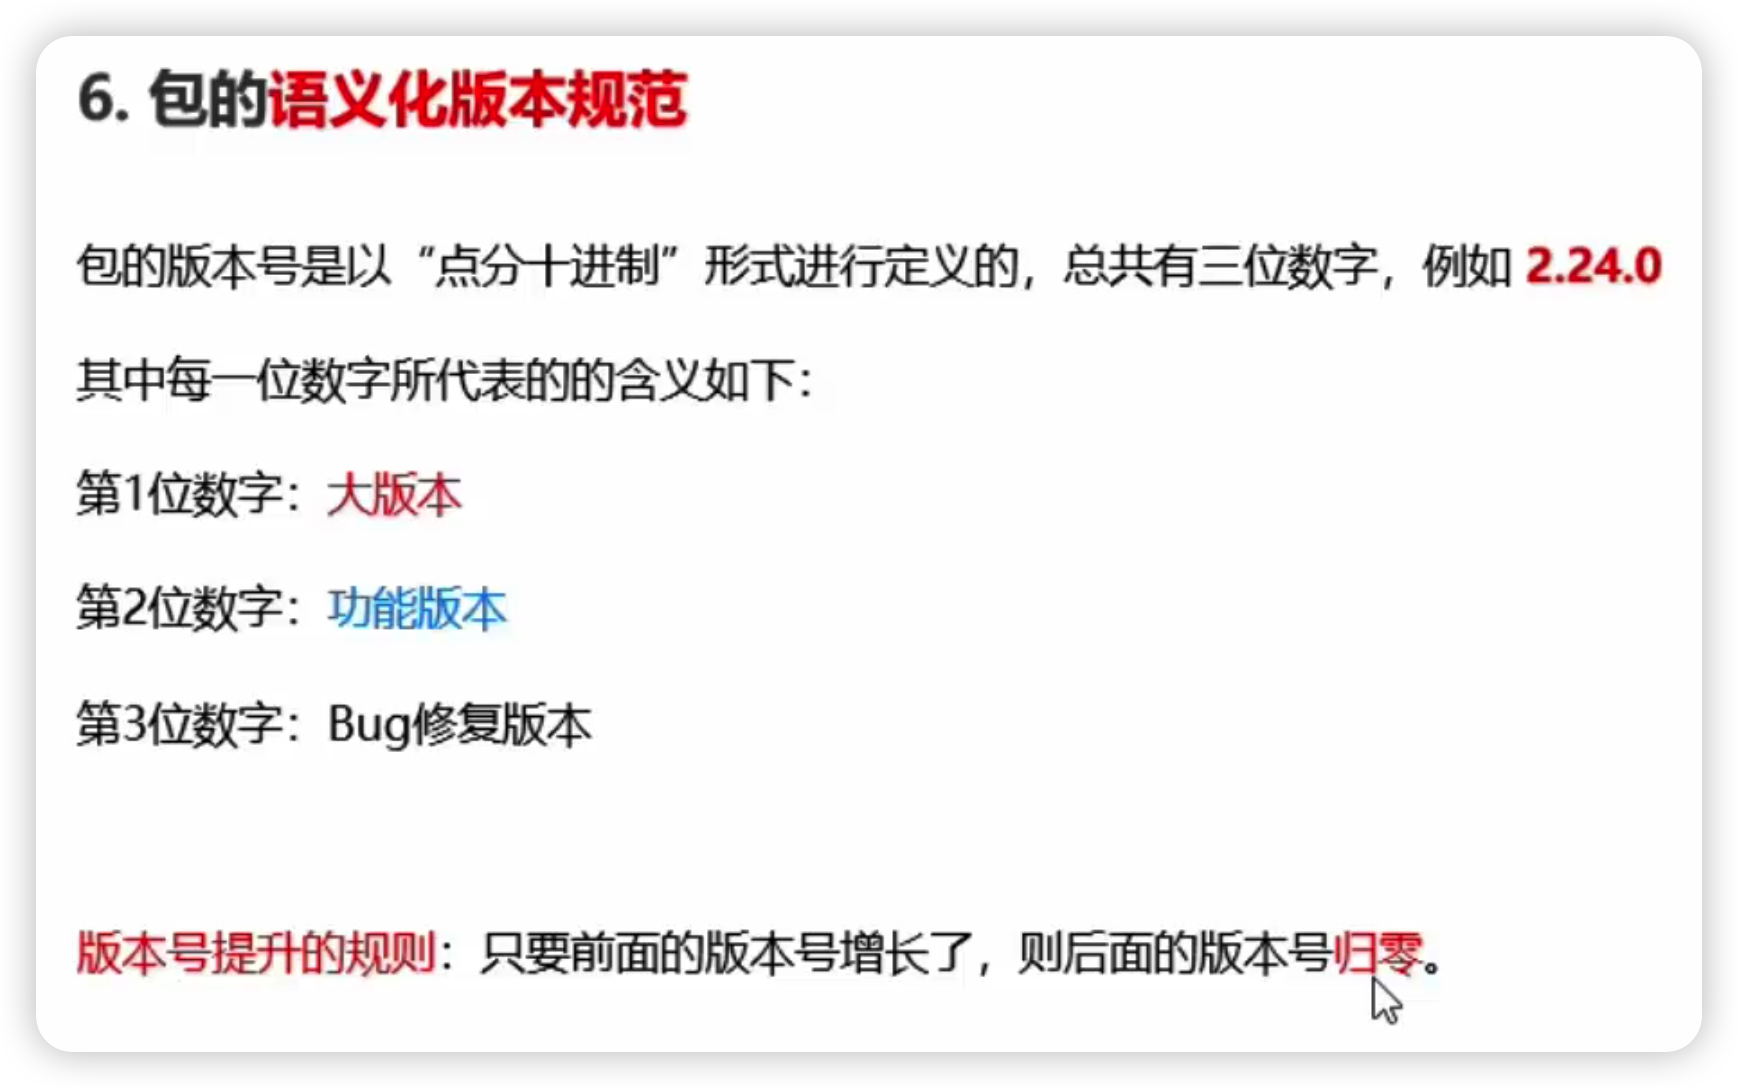 6. 包的语义化版本规范
包的版本号是以“点分十进制”形式进行定义的，总共有三位数字，例如 2.24.0
其中每一位数字所代表的的含义如下：
第1位数字：大版本
第2位数字：功能版本
第3位数字：Bug修复版本
版本号提升的规则：只要前面的版本号增长了，则后面的版本号归零。